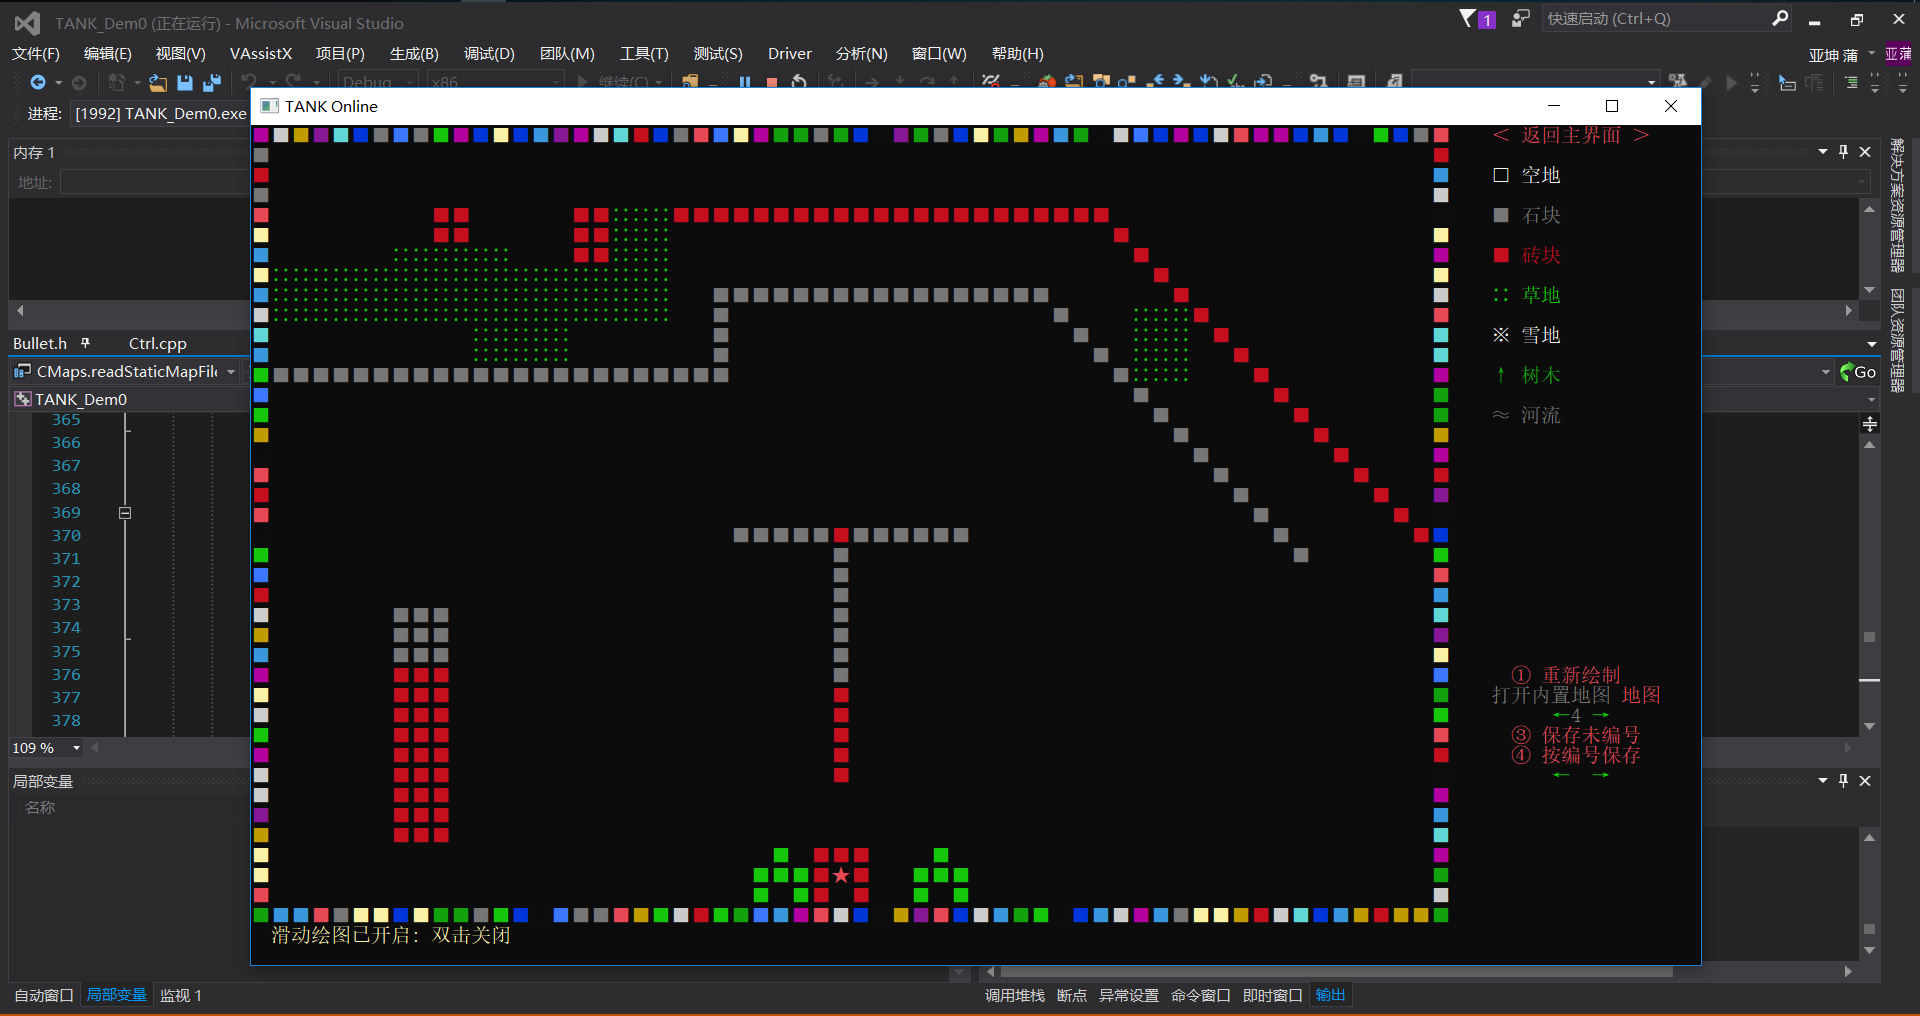 TANK_Dem0 (正在运行) - Microsoft Visual Studio
1
快速启动 (Ctrl+Q)
文件(F) 编辑(E) 视图(V) VAssistX 项目(P) 生成(B) 调试(D) 团队(M) 工具(T) 测试(S) Driver 分析(N) 窗口(W) 帮助(H)
亚坤 蒲
亚蒲
Debug x86 继续(C)
进程: [1992] TANK_Dem0.exe
TANK Online
内存 1
地址:
Bullet.h Ctrl.cpp
CMaps.readStaticMapFile
Go
TANK_Dem0
365
366
367
368
369
370
371
372
373
374
375
376
377
378
109 %
局部变量
名称
< 返回主界面 >
□ 空地
■ 石块
■ 砖块
∷ 草地
※ 雪地
↑ 树木
≈ 河流
① 重新绘制
打开内置地图 地图
←4 →
③ 保存未编号
④ 按编号保存
← →
★
滑动绘图已开启: 双击关闭
解决方案资源管理器
团队资源管理器
自动窗口 局部变量 监视 1
调用堆栈 断点 异常设置 命令窗口 即时窗口 输出